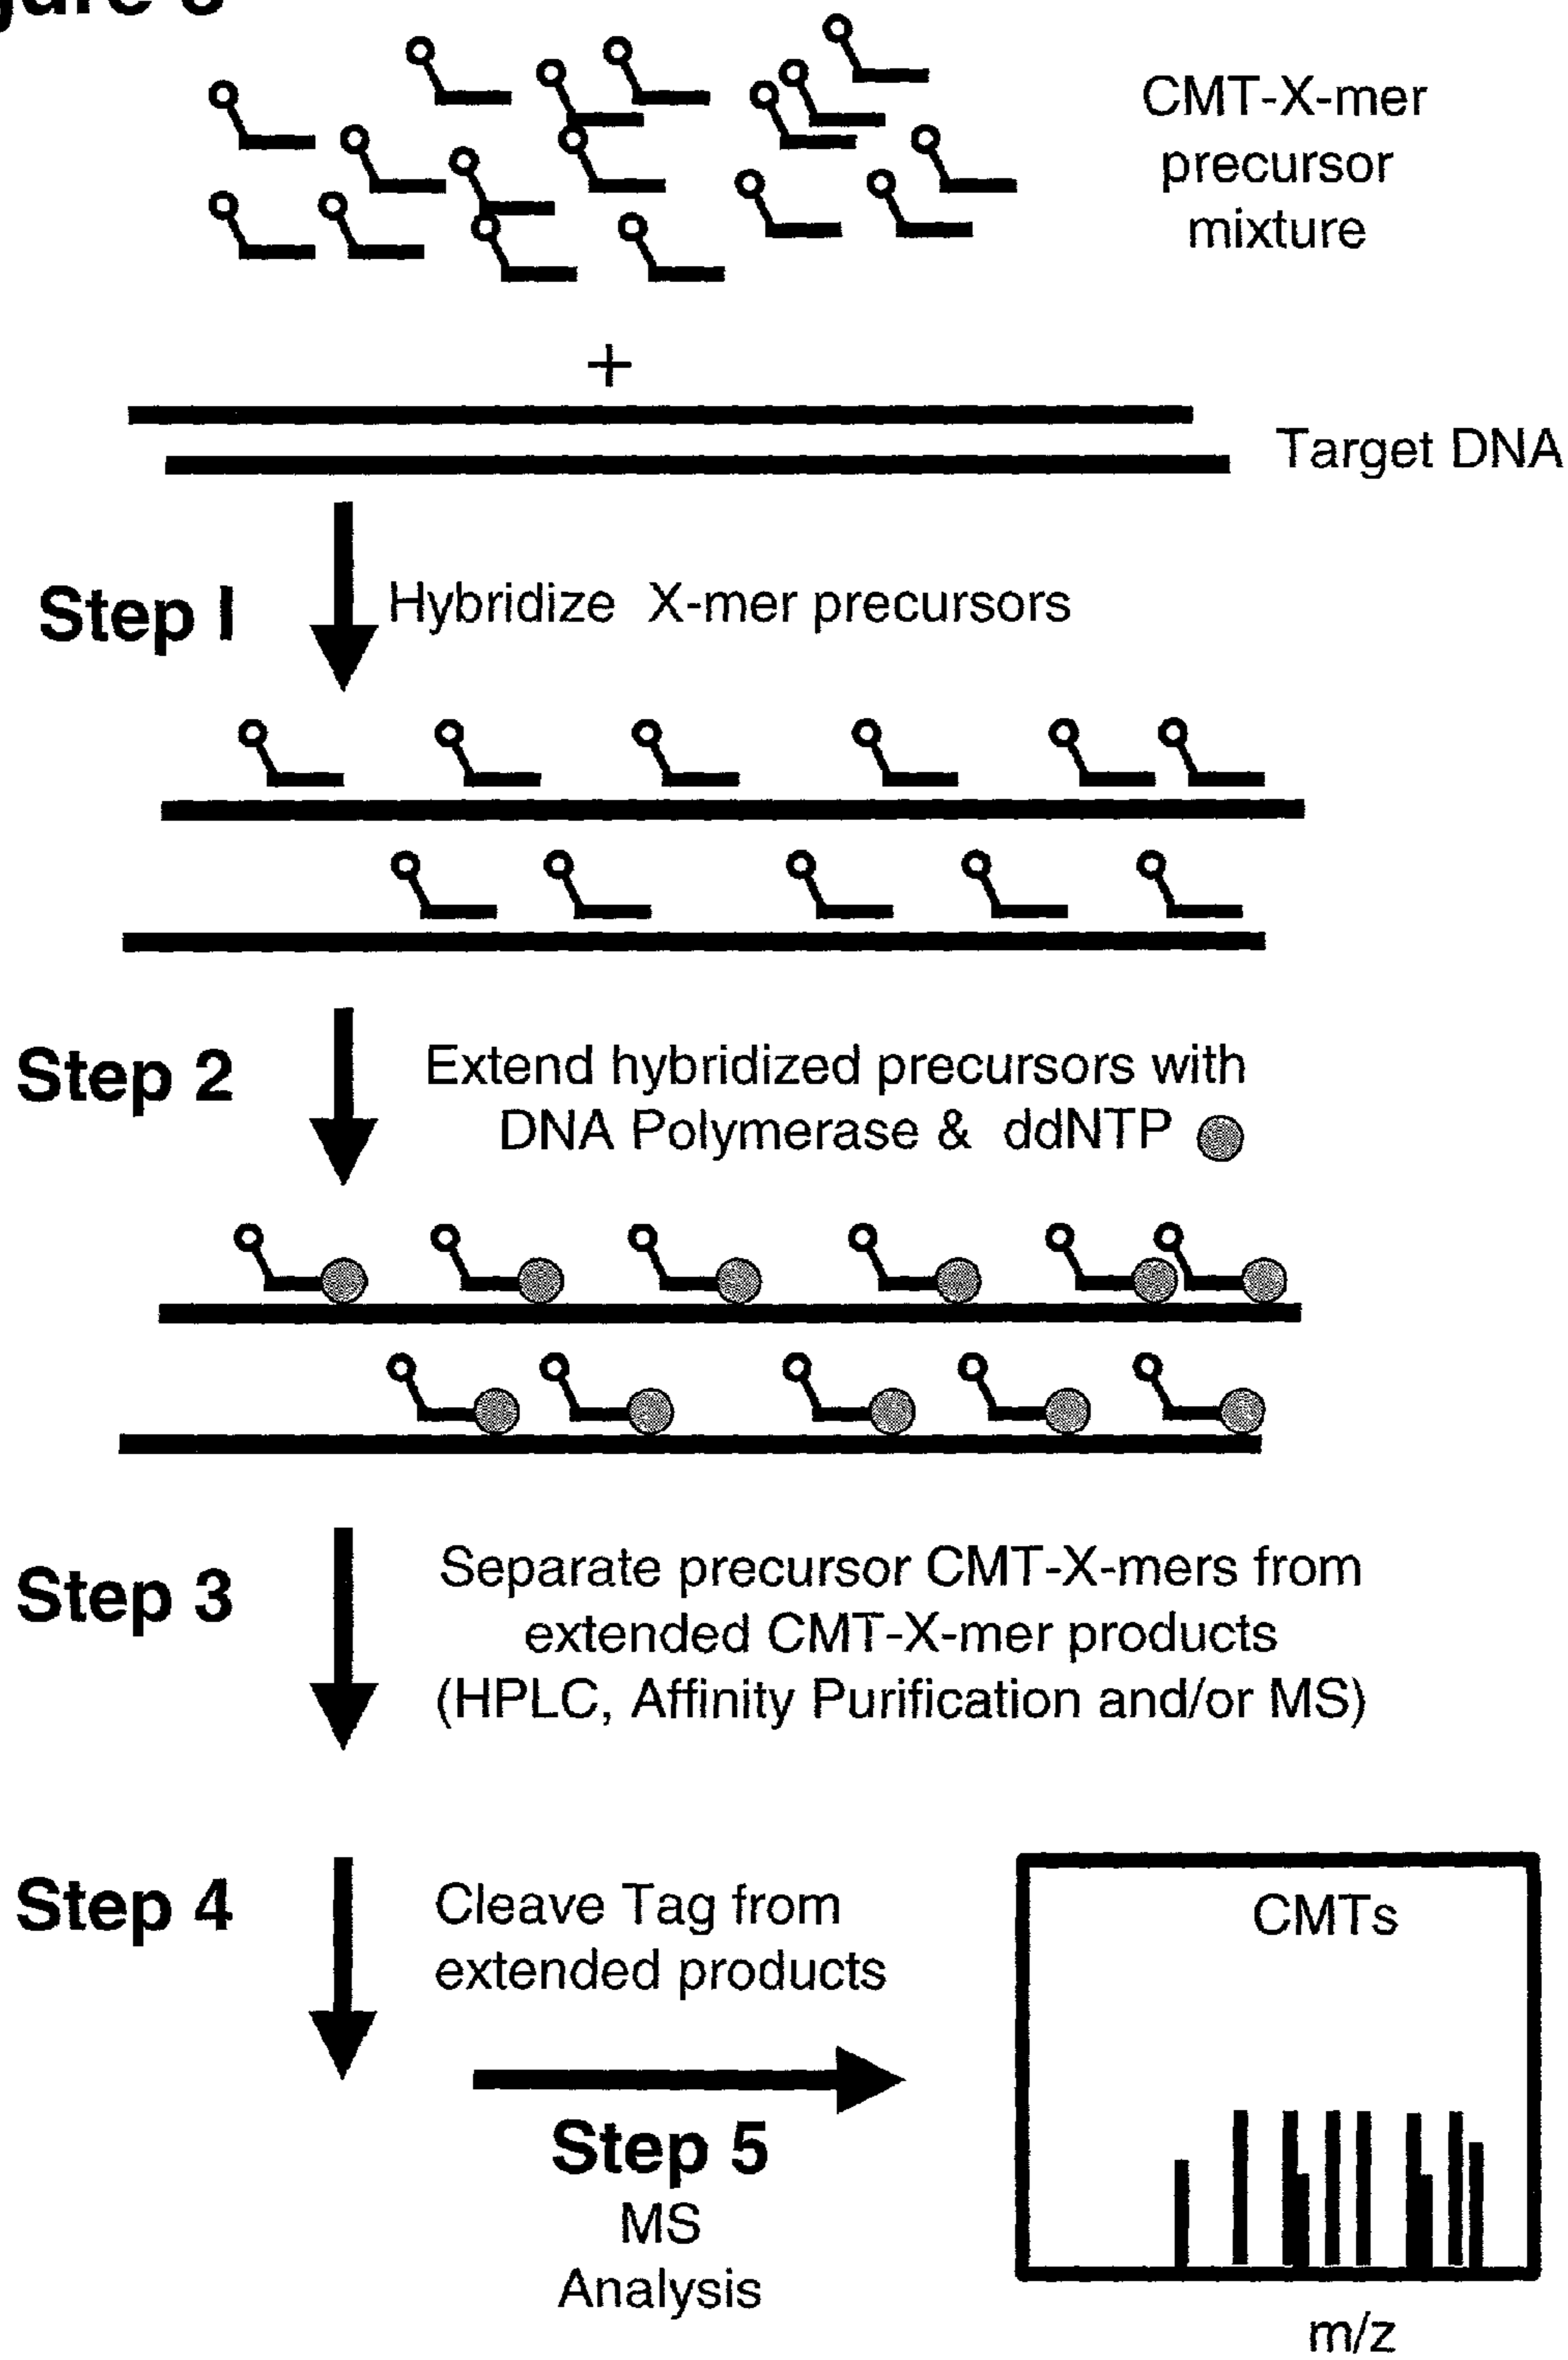 CMT-X-mer
precursor
mixture
+
Target DNA
Step I
Hybridize X-mer precursors
Step 2
Extend hybridized precursors with
DNA Polymerase & ddNTP
Step 3
Separate precursor CMT-X-mers from
extended CMT-X-mer products
(HPLC, Affinity Purification and/or MS)
Step 4
Cleave Tag from
extended products
CMTs
Step 5
MS
Analysis
m/z